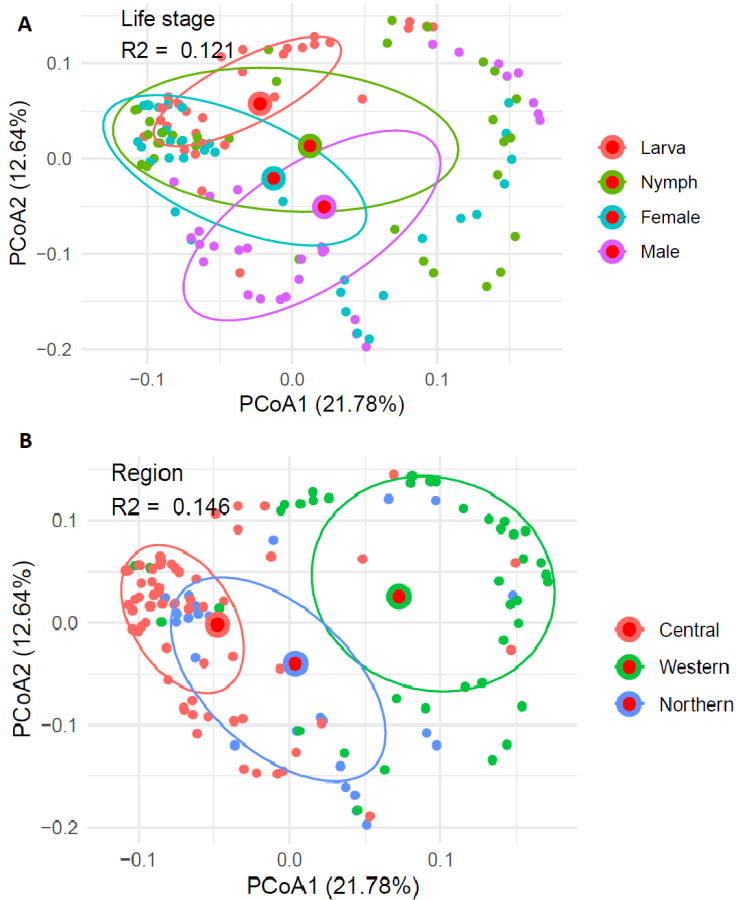 A
Life stage
R2 = 0.121
0.1
0.0
−0.1
−0.2
PCoA2 (12.64%)
−0.1 0.0 0.1
PCoA1 (21.78%)
Larva
Nymph
Female
Male
B
Region
R2 = 0.146
0.1
0.0
−0.1
−0.2
PCoA2 (12.64%)
−0.1 0.0 0.1
PCoA1 (21.78%)
Central
Western
Northern